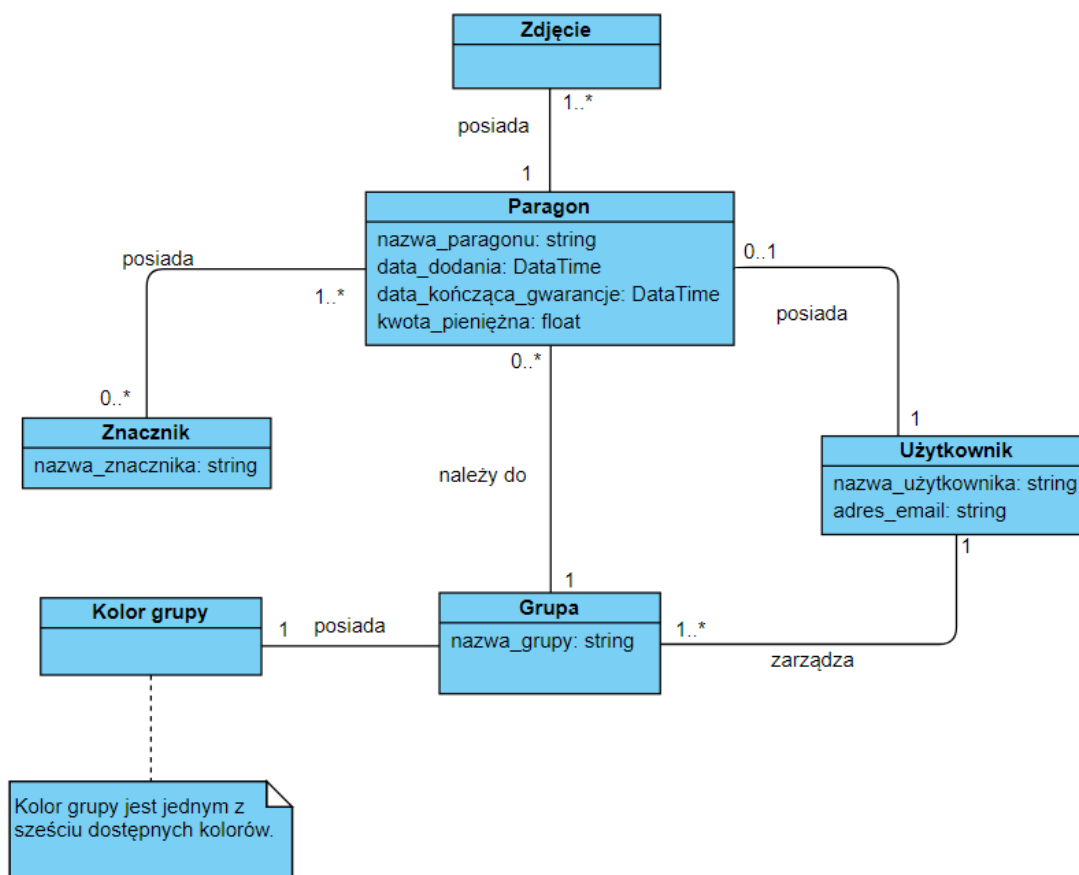 Zdjęcie
1..*
posiada
1
Paragon
nazwa_paragonu: string
data_dodania: DataTime
data_kończąca_gwarancje: DataTime
kwota_pieniężna: float
posiada
1..*
0..*
0..1
posiada
1
0..*
Znacznik
nazwa_znacznika: string
Użytkownik
nazwa_użytkownika: string
adres_email: string
1
należy do
1
Kolor grupy
1
posiada
Grupa
nazwa_grupy: string
1..*
zarządza
Kolor grupy jest jednym z
sześciu dostępnych kolorów.